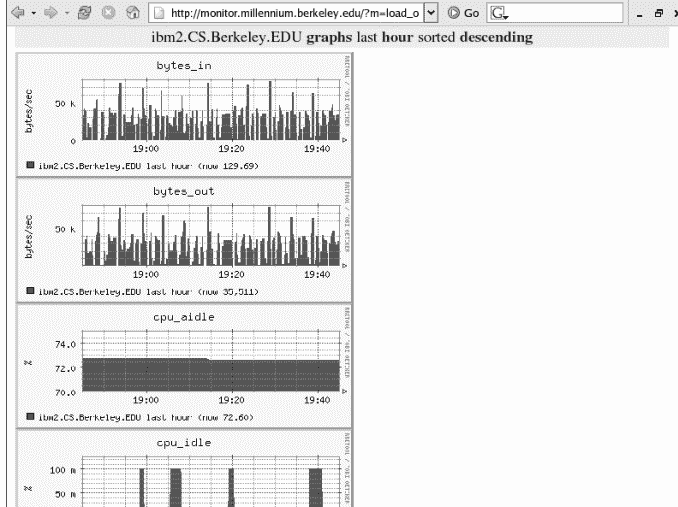 http://monitor.millennium.berkeley.edu/?m=load_o Go G
ibm2.CS.Berkeley.EDU graphs last hour sorted descending
bytes_in
bytes/sec
50 k
0
19:00 19:20 19:40
ibm2.CS.Berkeley.EDU last hour (now 129.69)
bytes_out
bytes/sec
50 k
19:00 19:20 19:40
ibm2.CS.Berkeley.EDU last hour (now 35,511)
cpu_aidle
%
74.0
72.0
70.0
19:00 19:20 19:40
ibm2.CS.Berkeley.EDU last hour (now 72.60)
cpu_idle
%
100 m
50 m